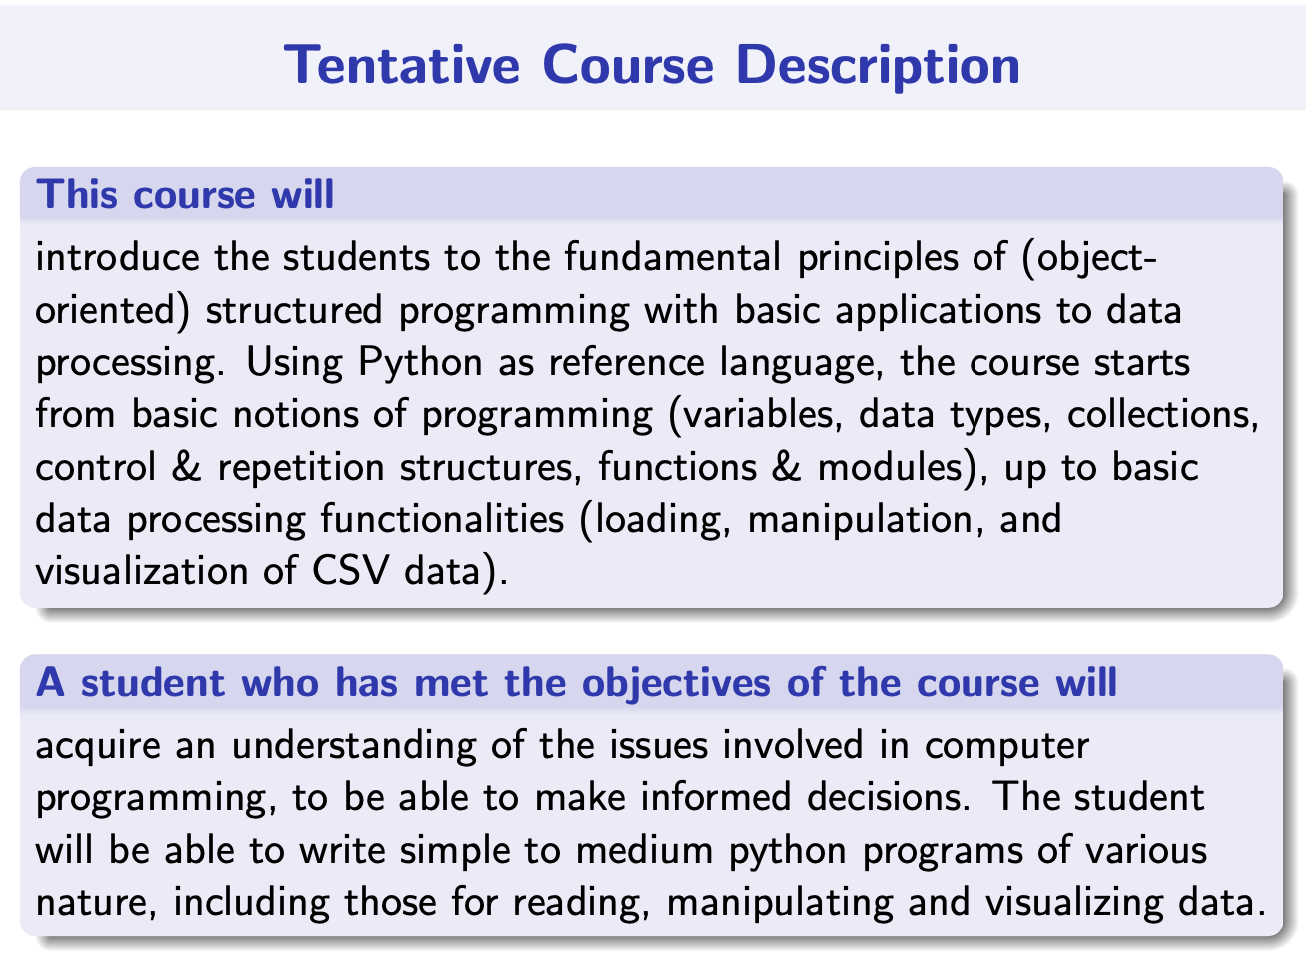 Tentative Course Description
This course will
introduce the students to the fundamental principles of (object-
oriented) structured programming with basic applications to data
processing. Using Python as reference language, the course starts
from basic notions of programming (variables, data types, collections,
control & repetition structures, functions & modules), up to basic
data processing functionalities (loading, manipulation, and
visualization of CSV data).
A student who has met the objectives of the course will
acquire an understanding of the issues involved in computer
programming, to be able to make informed decisions. The student
will be able to write simple to medium python programs of various
nature, including those for reading, manipulating and visualizing data.